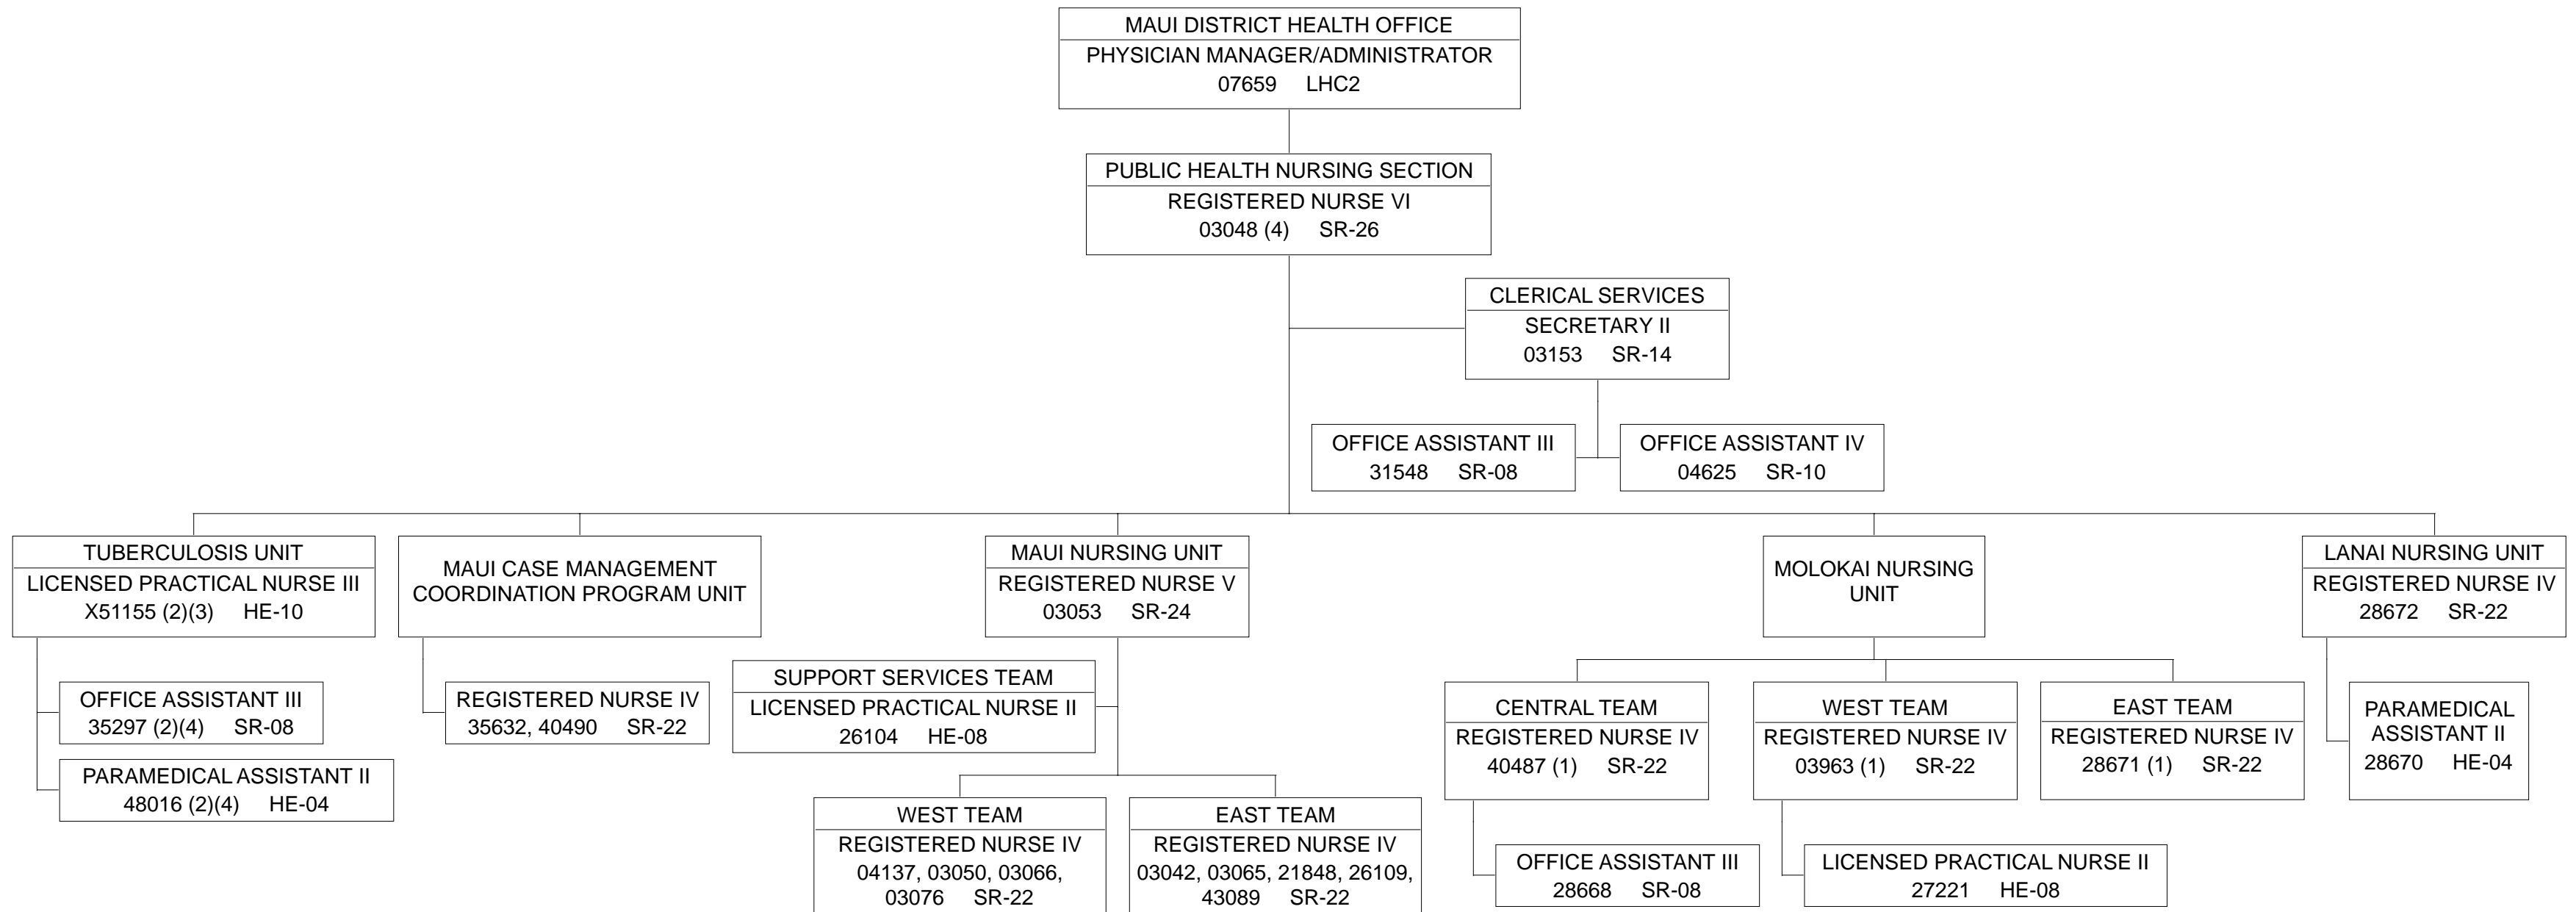 MAUI DISTRICT HEALTH OFFICE
PHYSICIAN MANAGER/ADMINISTRATOR
07659 LHC2
PUBLIC HEALTH NURSING SECTION
REGISTERED NURSE VI
03048 (4) SR-26
CLERICAL SERVICES
SECRETARY II
03153 SR-14
OFFICE ASSISTANT III
31548 SR-08
OFFICE ASSISTANT IV
04625 SR-10
TUBERCULOSIS UNIT
LICENSED PRACTICAL NURSE III
X51155 (2)(3) HE-10
OFFICE ASSISTANT III
35297 (2)(4) SR-08
PARAMEDICAL ASSISTANT II
48016 (2)(4) HE-04
MAUI CASE MANAGEMENT
COORDINATION PROGRAM UNIT
REGISTERED NURSE IV
35632, 40490 SR-22
MAUI NURSING UNIT
REGISTERED NURSE V
03053 SR-24
SUPPORT SERVICES TEAM
LICENSED PRACTICAL NURSE II
26104 HE-08
WEST TEAM
REGISTERED NURSE IV
04137, 03050, 03066,
03076 SR-22
EAST TEAM
REGISTERED NURSE IV
03042, 03065, 21848, 26109,
43089 SR-22
MOLOKAI NURSING
UNIT
CENTRAL TEAM
REGISTERED NURSE IV
40487 (1) SR-22
OFFICE ASSISTANT III
28668 SR-08
WEST TEAM
REGISTERED NURSE IV
03963 (1) SR-22
LICENSED PRACTICAL NURSE II
27221 HE-08
EAST TEAM
REGISTERED NURSE IV
28671 (1) SR-22
LANAI NURSING UNIT
REGISTERED NURSE IV
28672 SR-22
PARAMEDICAL
ASSISTANT II
28670 HE-04